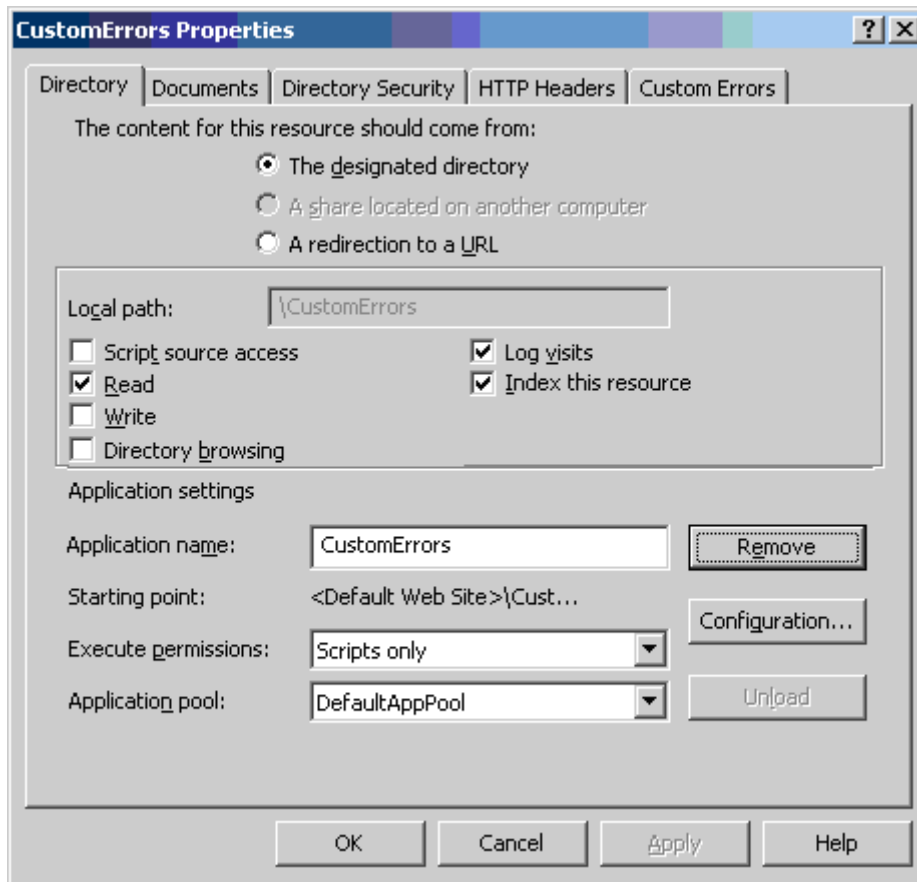 CustomErrors Properties
Directory Documents Directory Security HTTP Headers Custom Errors
The content for this resource should come from:
The designated directory
A share located on another computer
A redirection to a URL
Local path: \CustomErrors
Script source access Log visits
Read Index this resource
Write
Directory browsing
Application settings
Application name: CustomErrors Remove
Starting point: <Default Web Site>\Cust...
Configuration...
Execute permissions: Scripts only
Application pool: DefaultAppPool Unload
OK Cancel Apply Help